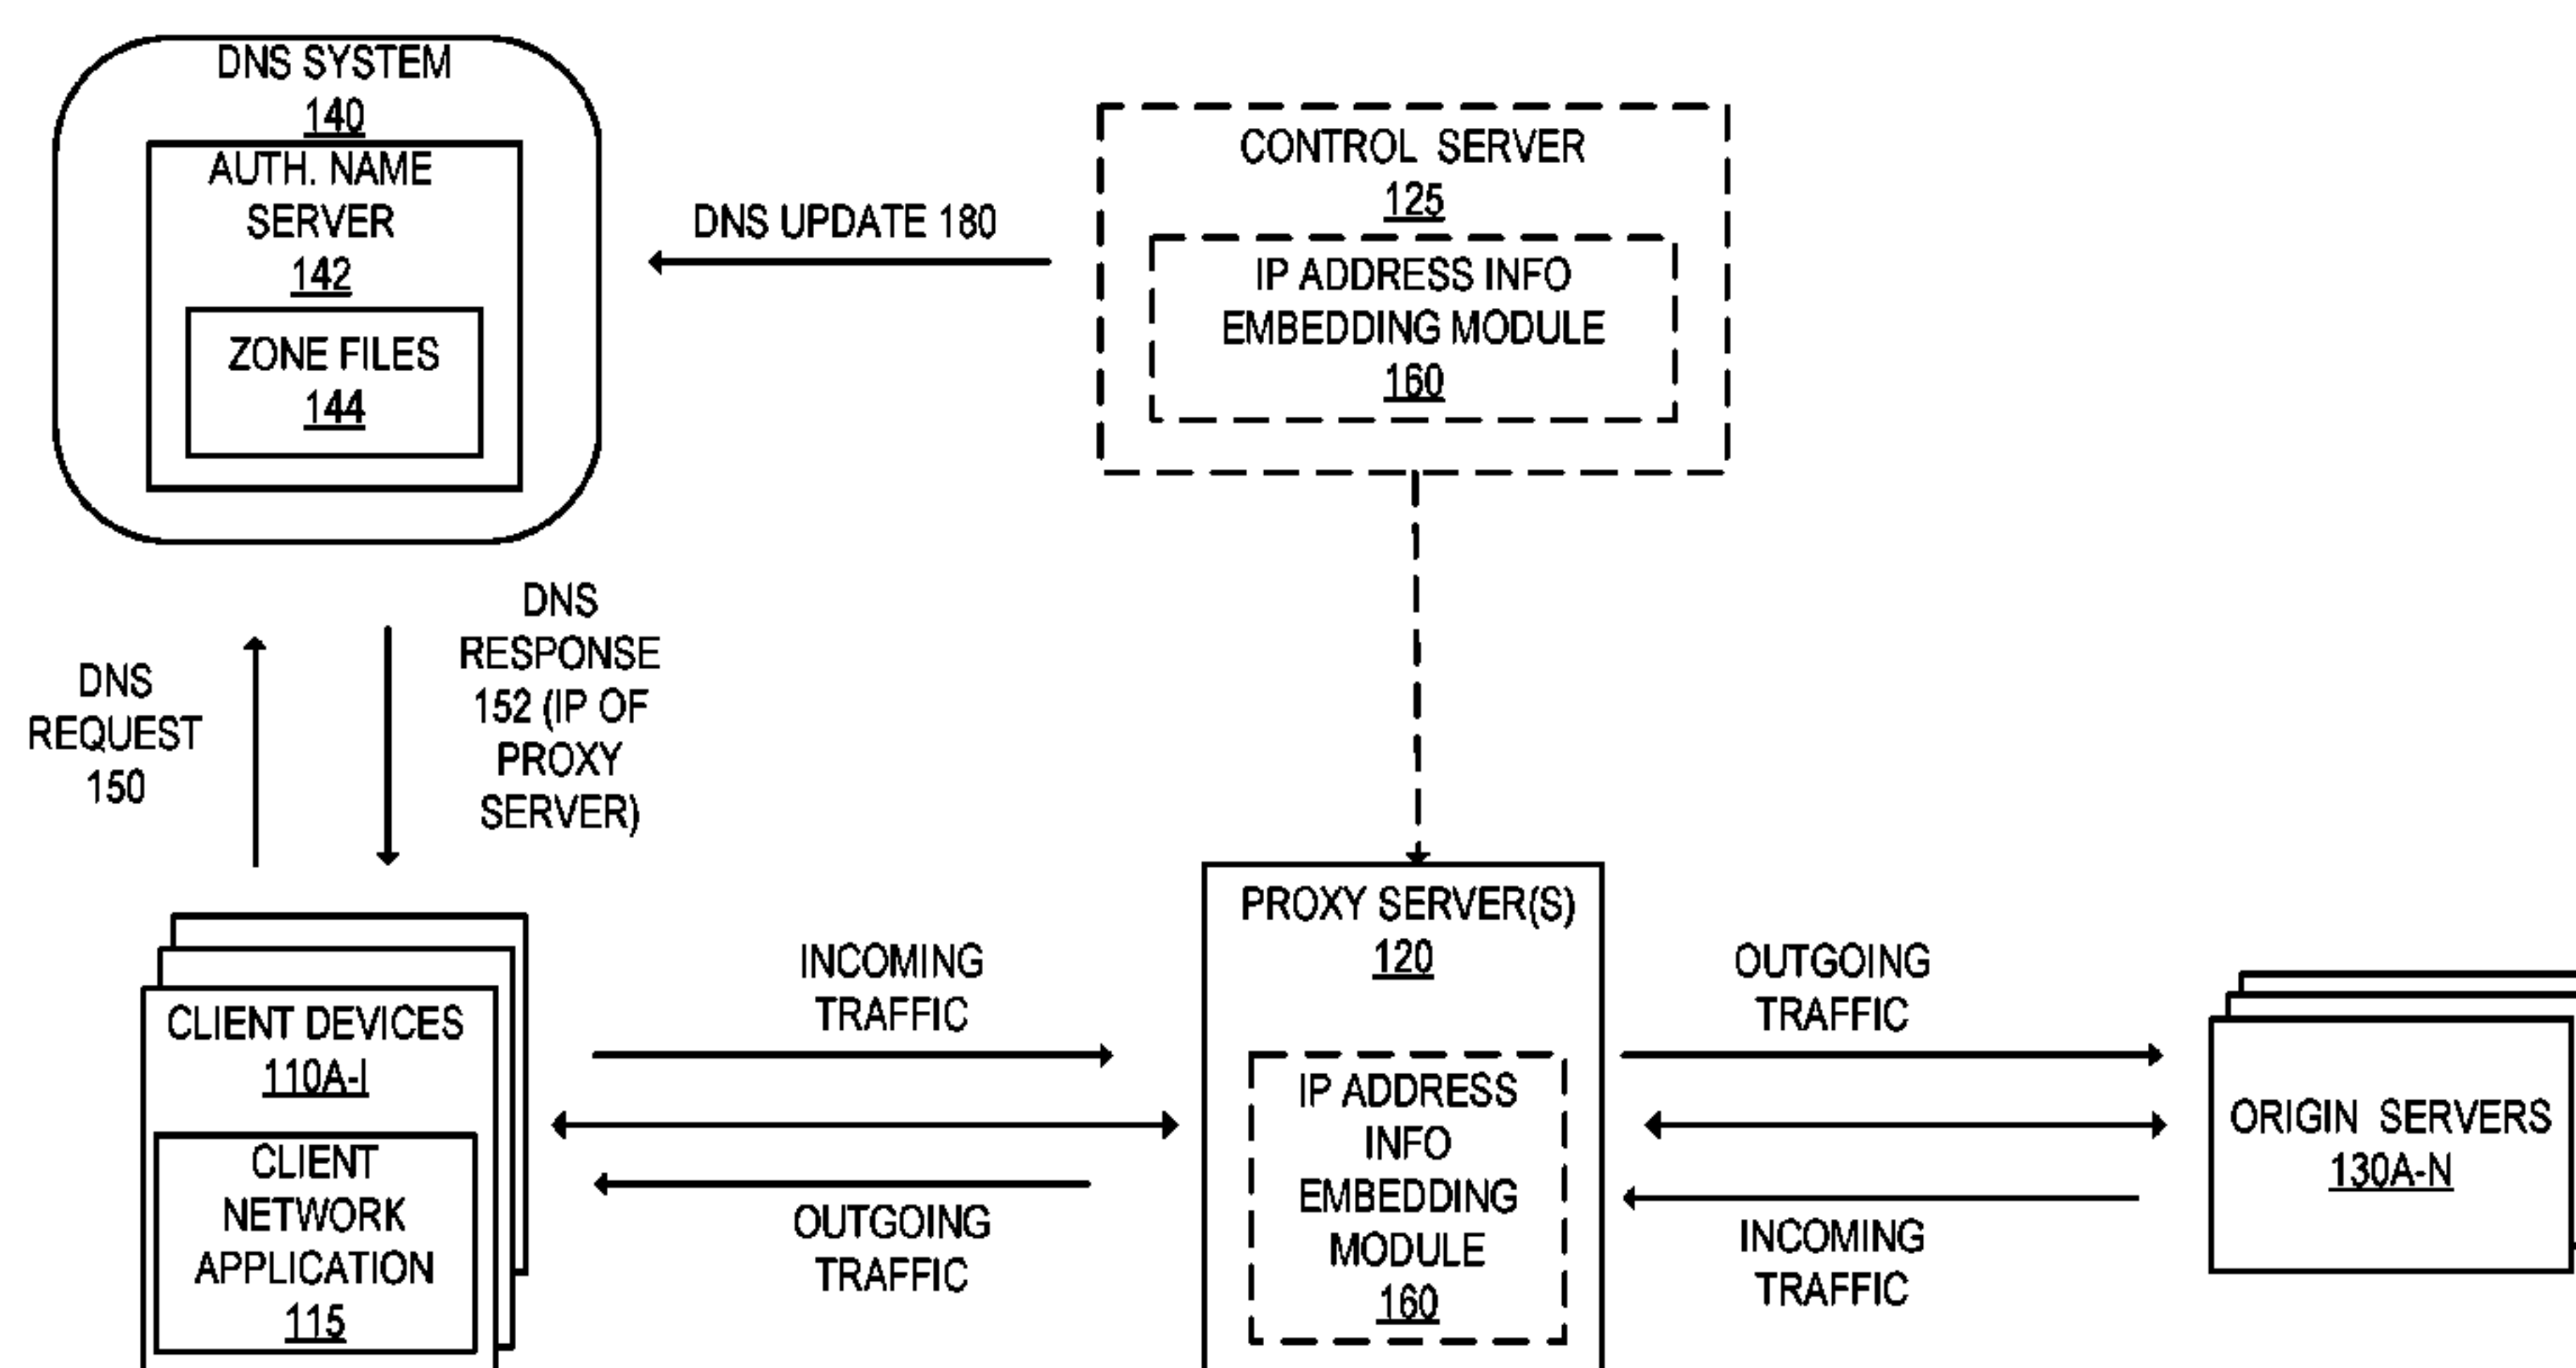 DNS SYSTEM
140
AUTH. NAME
SERVER
142
ZONE FILES
144
DNS UPDATE 180
CONTROL SERVER
125
IP ADDRESS INFO
EMBEDDING MODULE
160
DNS
REQUEST
150
DNS
RESPONSE
152 (IP OF
PROXY
SERVER)
CLIENT DEVICES
110A-I
CLIENT
NETWORK
APPLICATION
115
INCOMING
TRAFFIC
OUTGOING
TRAFFIC
PROXY SERVER(S)
120
IP ADDRESS
INFO
EMBEDDING
MODULE
160
OUTGOING
TRAFFIC
INCOMING
TRAFFIC
ORIGIN SERVERS
130A-N